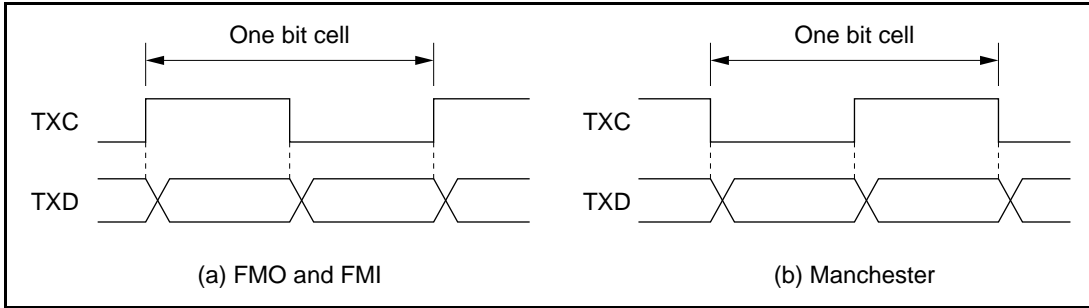 One bit cell
TXC
TXD
(a) FMO and FMI
One bit cell
TXC
TXD
(b) Manchester